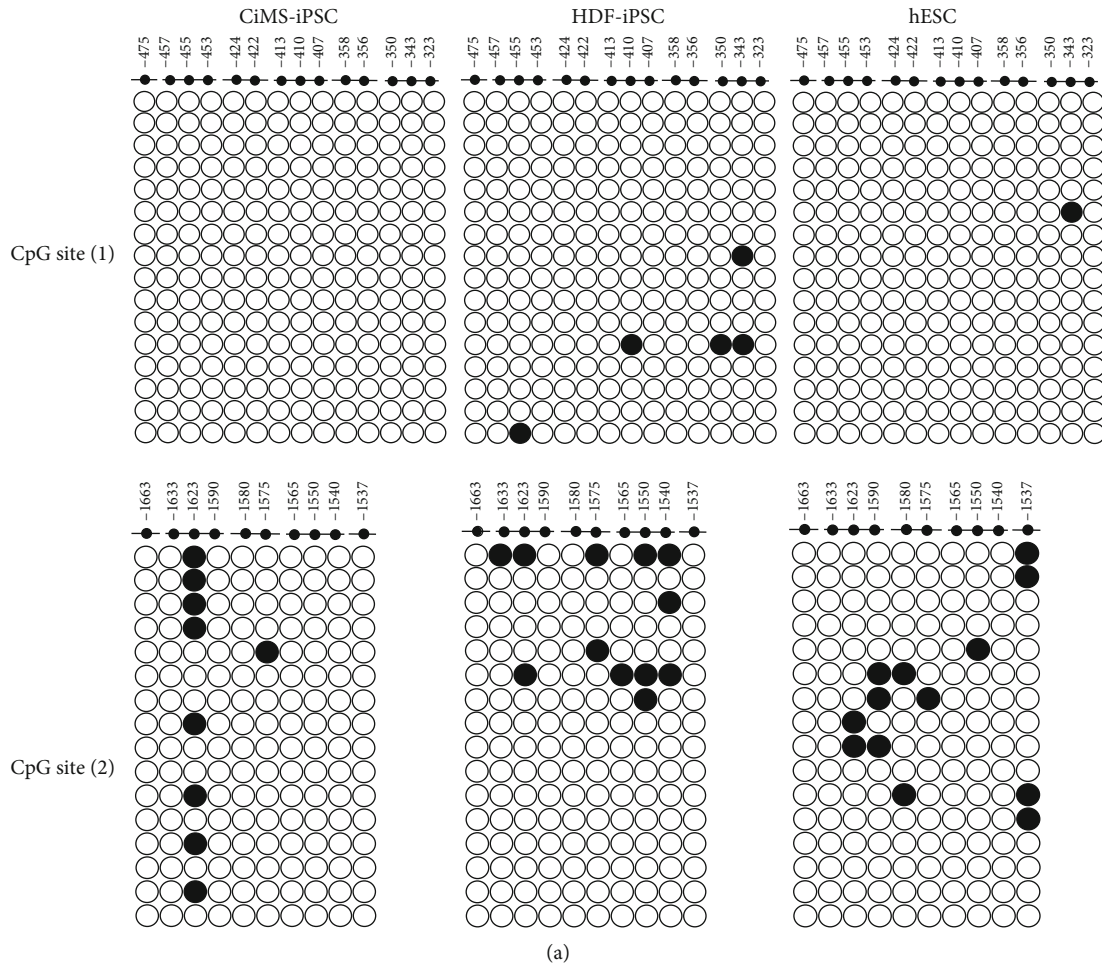 CiMS-iPSC HDF-iPSC hESC
−475 −457 −455 −453 −424 −422 −413 −410 −407 −358 −356 −350 −343 −323 −475 −457 −455 −453 −424 −422 −413 −410 −407 −358 −356 −350 −343 −323 −475 −457 −455 −453 −424 −422 −413 −410 −407 −358 −356 −350 −343 −323
CpG site (1)
−1663 −1633 −1623 −1590 −1580 −1575 −1565 −1550 −1540 −1537 −1663 −1633 −1623 −1590 −1580 −1575 −1565 −1550 −1540 −1537 −1663 −1633 −1623 −1590 −1580 −1575 −1565 −1550 −1540 −1537
CpG site (2)
(a)